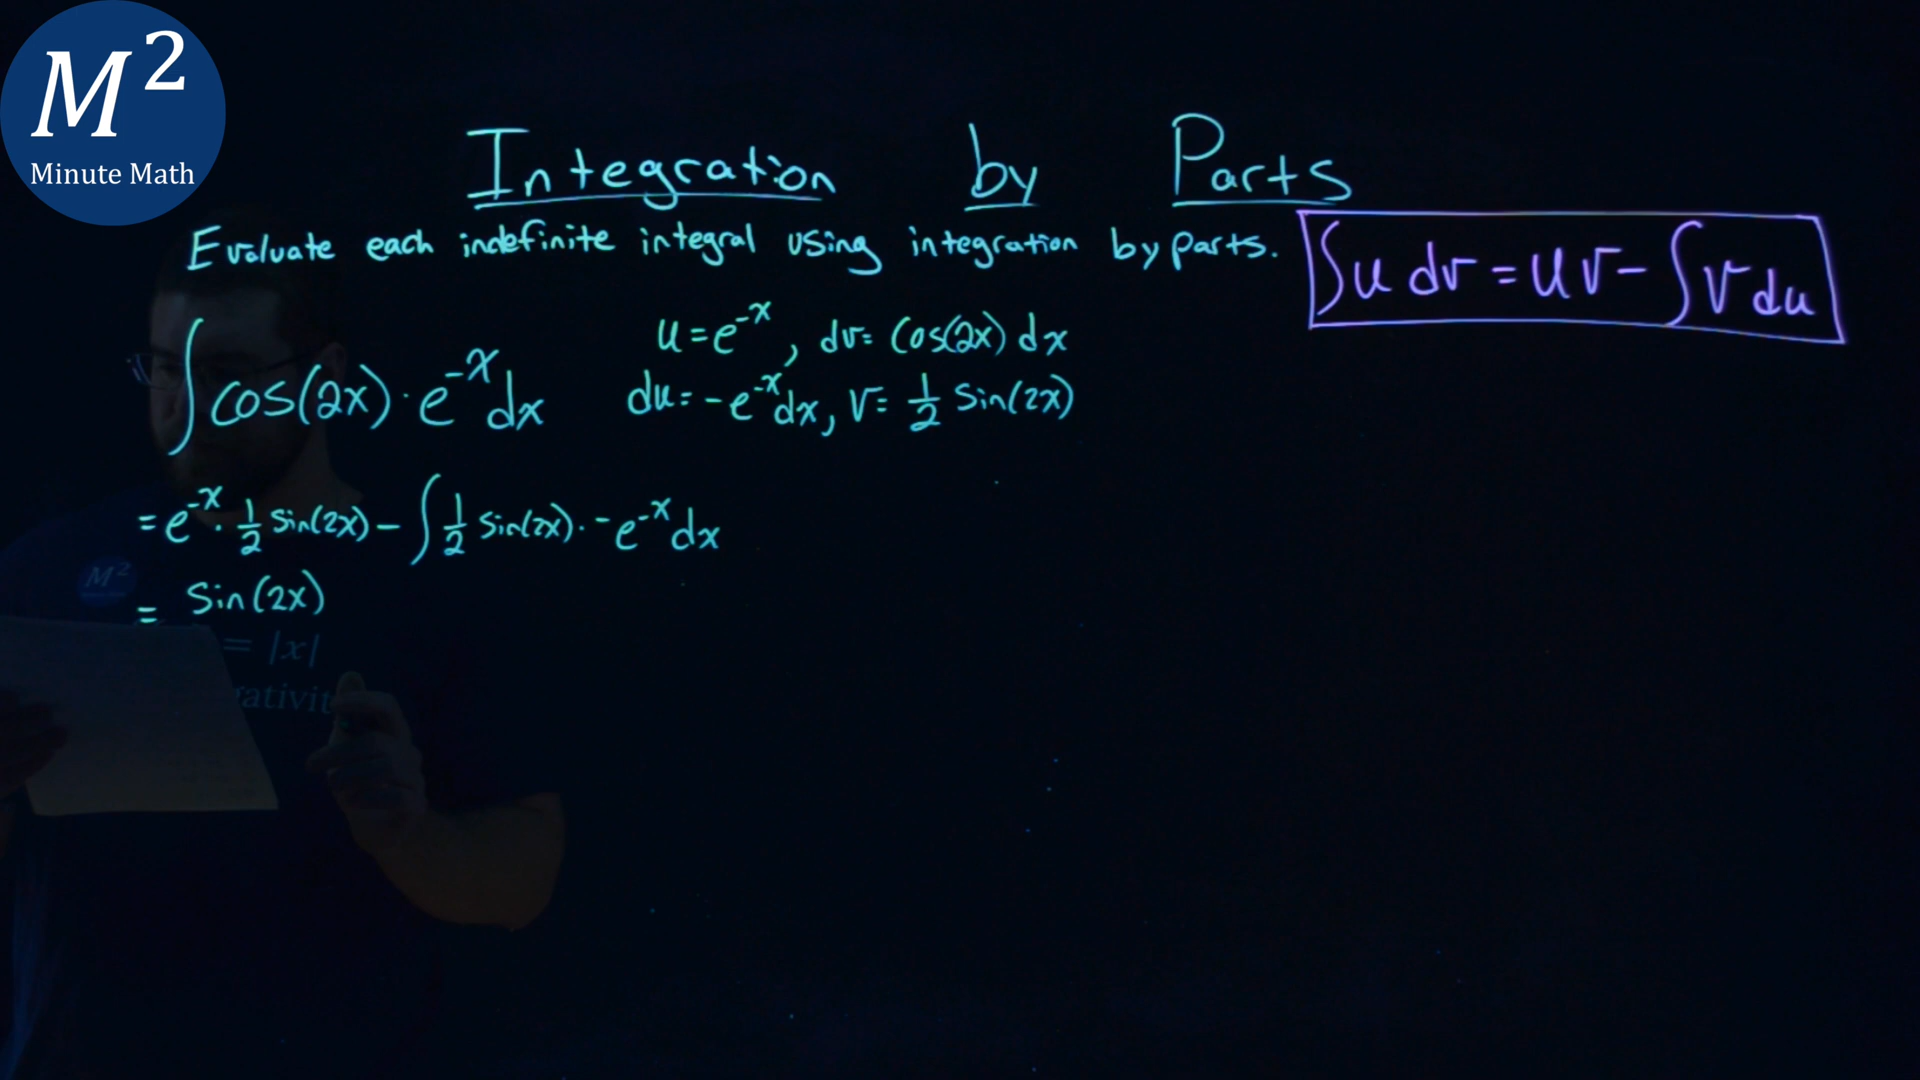 M²
Minute Math
Integration by Parts
Evaluate each indefinite integral using integration by parts.
∫u dv = uv − ∫v du
∫cos(2x)·e^{-x}dx
u = e^{-x}, dv = cos(2x) dx
du = -e^{-x}dx, v = 1/2 sin(2x)
= e^{-x}·1/2 sin(2x) − ∫1/2 sin(2x)·-e^{-x}dx
= Sin(2x)
M²
= |x|